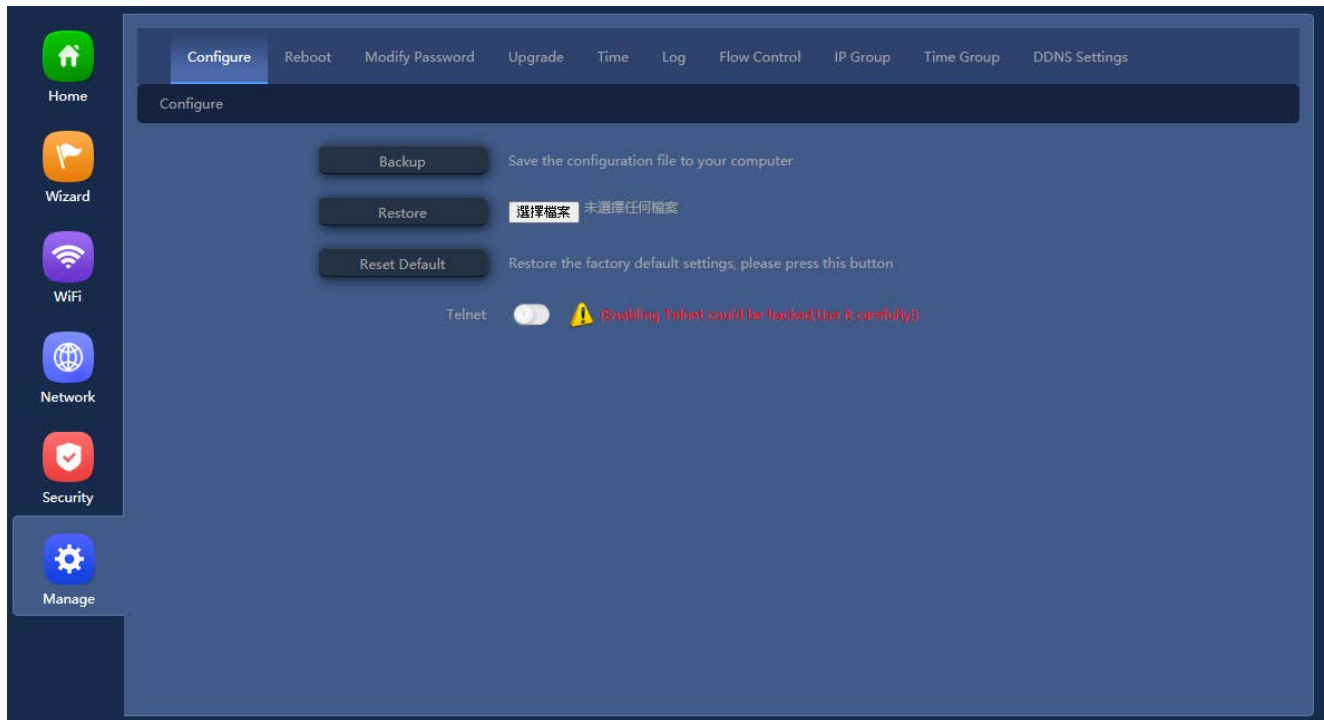 Configure Reboot Modify Password Upgrade Time Log Flow Control IP Group Time Group DDNS Settings
Home
Configure
Backup Save the configuration file to your computer
Wizard
Restore 選擇檔案 未選擇任何檔案
Reset Default Restore the factory default settings, please press this button
WiFi
Telnet (Enabling Telnet could be hacked,Use it carefully!)
Network
Security
Manage